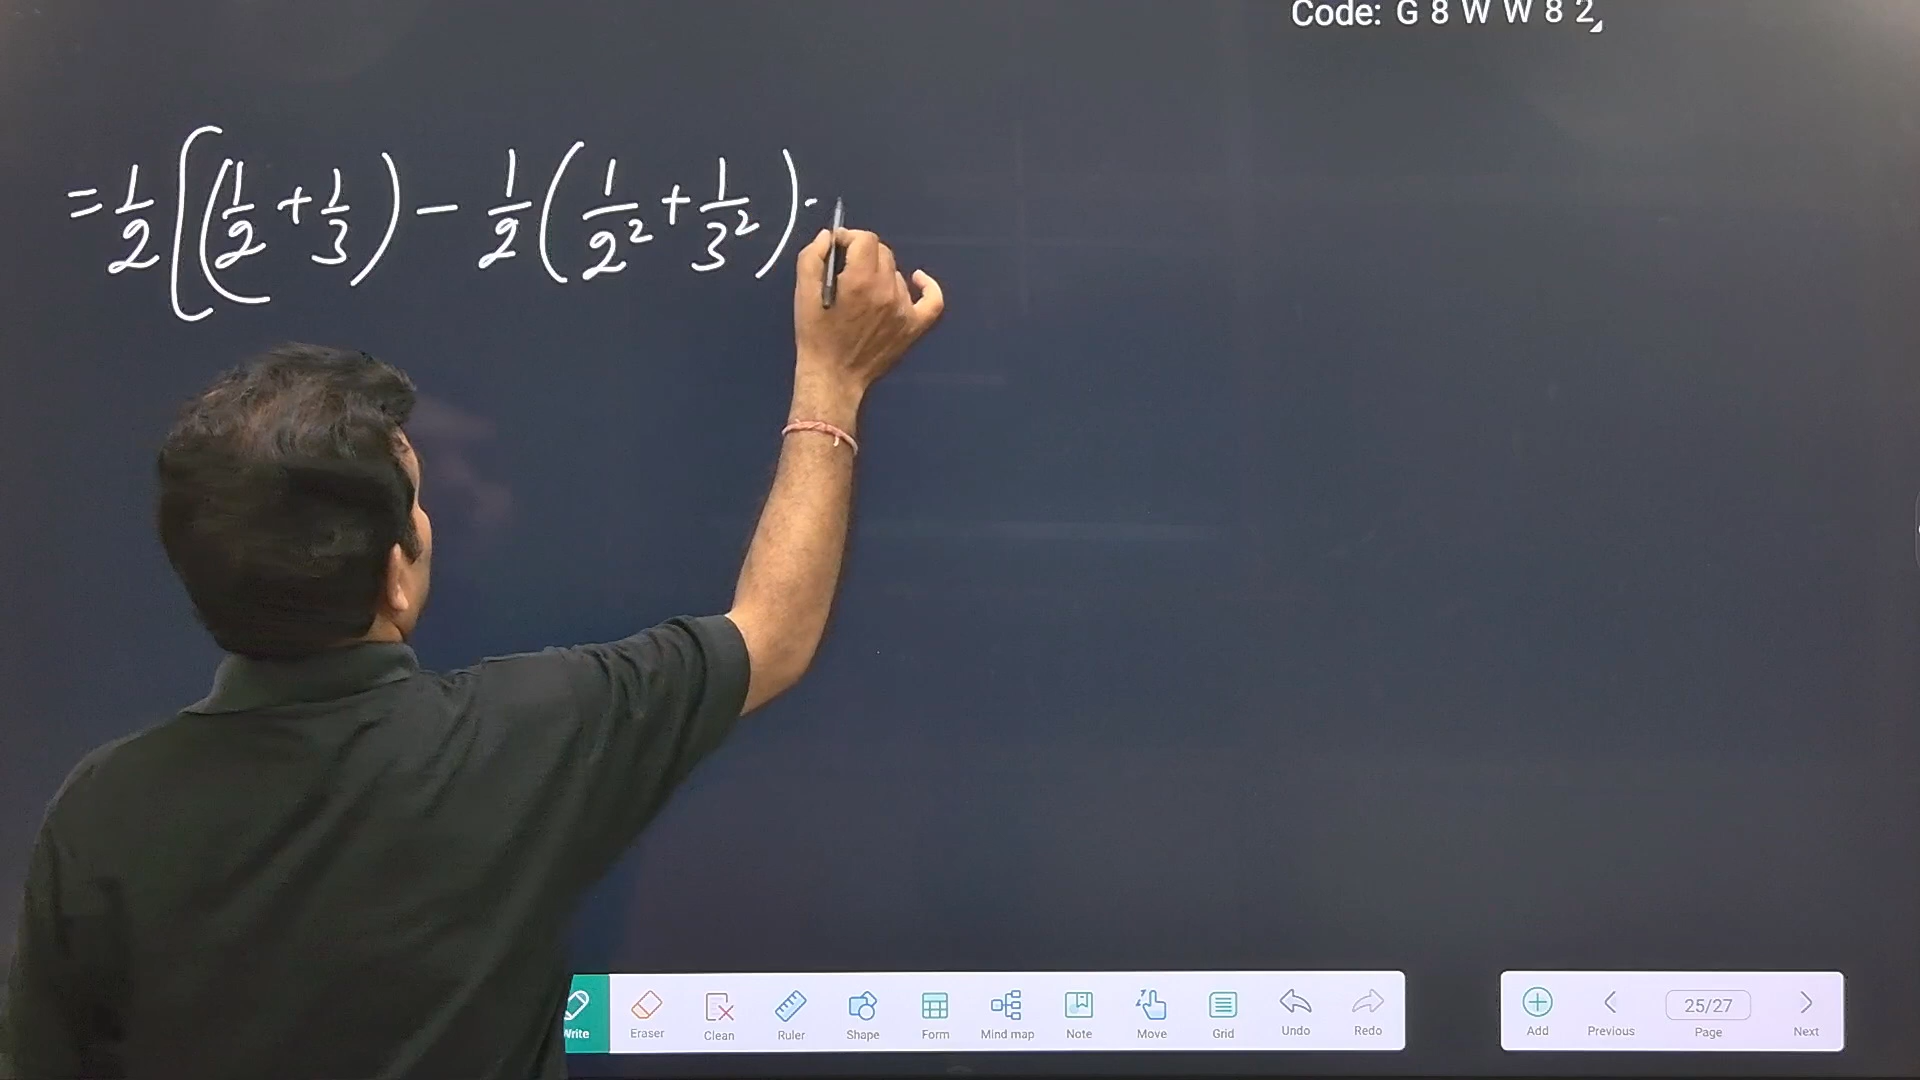 Code: G 8 W W 8 2
= 1/2 [(1/2 + 1/3) - 1/2 (1/2² + 1/3²) -
Write Eraser Clean Ruler Shape Form Mind map Note Move Grid Undo Redo
Add Previous 25/27 Page Next